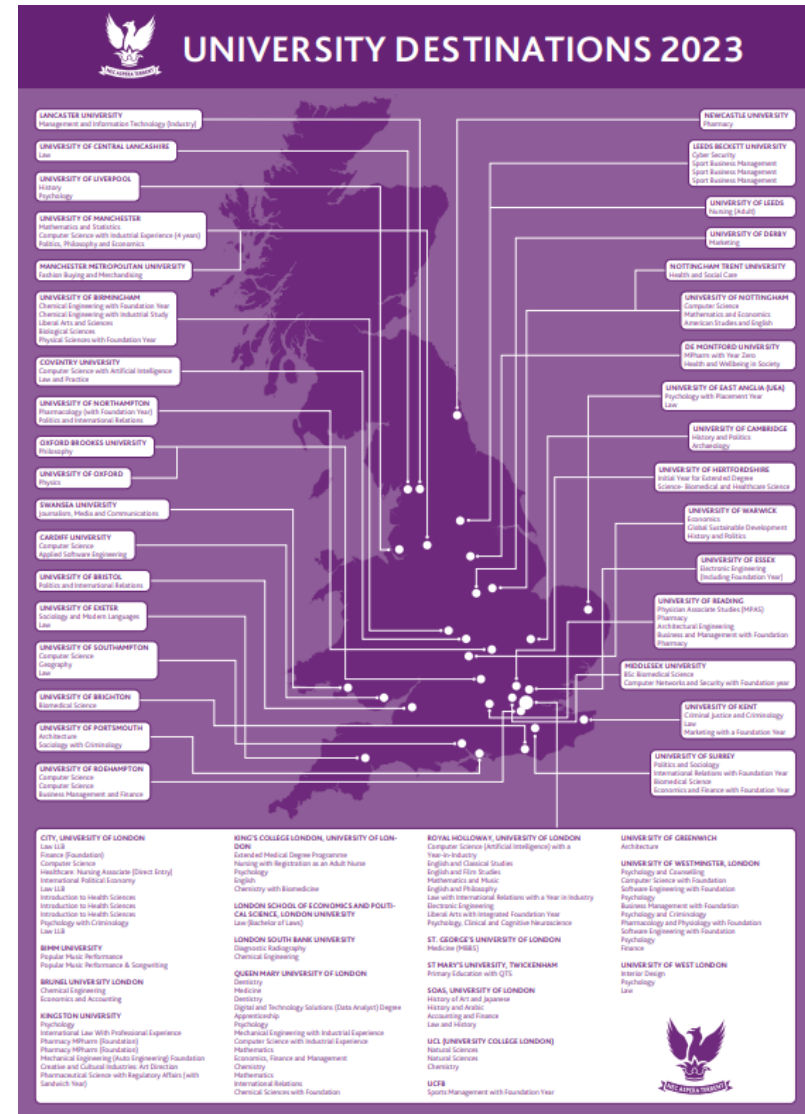 UNIVERSITY DESTINATIONS 2023
NEC ASPERA TERRENT
LANCASTER UNIVERSITY
Management and Information Technology (Industry)
UNIVERSITY OF CENTRAL LANCASHIRE
Law
UNIVERSITY OF LIVERPOOL
History
Psychology
UNIVERSITY OF MANCHESTER
Mathematics and Statistics
Computer Science with Industrial Experience (4 years)
Politics, Philosophy and Economics
MANCHESTER METROPOLITAN UNIVERSITY
Fashion Buying and Merchandising
UNIVERSITY OF BIRMINGHAM
Chemical Engineering with Foundation Year
Chemical Engineering with Industrial Study
Liberal Arts and Sciences
Biological Sciences
Physical Sciences with Foundation Year
COVENTRY UNIVERSITY
Computer Science with Artificial Intelligence
Law and Practice
UNIVERSITY OF NORTHAMPTON
Pharmacology (with Foundation Year)
Politics and International Relations
OXFORD BROOKES UNIVERSITY
Philosophy
UNIVERSITY OF OXFORD
Physics
SWANSEA UNIVERSITY
Journalism, Media and Communications
CARDIFF UNIVERSITY
Computer Science
Applied Software Engineering
UNIVERSITY OF BRISTOL
Politics and International Relations
UNIVERSITY OF EXETER
Sociology and Modern Languages
Law
UNIVERSITY OF SOUTHAMPTON
Computer Science
Geography
Law
UNIVERSITY OF BRIGHTON
Biomedical Science
UNIVERSITY OF PORTSMOUTH
Architecture
Sociology with Criminology
UNIVERSITY OF ROEHAMPTON
Computer Science
Computer Science
Business Management and Finance
NEWCASTLE UNIVERSITY
Pharmacy
LEEDS BECKETT UNIVERSITY
Cyber Security
Sport Business Management
Sport Business Management
Sport Business Management
UNIVERSITY OF LEEDS
Nursing (Adult)
UNIVERSITY OF DERBY
Marketing
NOTTINGHAM TRENT UNIVERSITY
Health and Social Care
UNIVERSITY OF NOTTINGHAM
Computer Science
Mathematics and Economics
American Studies and English
DE MONTFORD UNIVERSITY
MPharm with Year Zero
Health and Wellbeing in Society
UNIVERSITY OF EAST ANGLIA (UEA)
Psychology with Placement Year
Law
UNIVERSITY OF CAMBRIDGE
History and Politics
Archaeology
UNIVERSITY OF HERTFORDSHIRE
Initial Year for Extended Degree
Science- Biomedical and Healthcare Science
UNIVERSITY OF WARWICK
Economics
Global Sustainable Development
History and Politics
UNIVERSITY OF ESSEX
Electronic Engineering
(Including Foundation Year)
UNIVERSITY OF READING
Physician Associate Studies (MPAS)
Pharmacy
Architectural Engineering
Business and Management with Foundation
Pharmacy
MIDDLESEX UNIVERSITY
BSc Biomedical Science
Computer Networks and Security with Foundation year
UNIVERSITY OF KENT
Criminal Justice and Criminology
Law
Marketing with a Foundation Year
UNIVERSITY OF SURREY
Politics and Sociology
International Relations with Foundation Year
Biomedical Science
Economics and Finance with Foundation Year
CITY, UNIVERSITY OF LONDON
Law LLB
Finance (Foundation)
Computer Science
Healthcare: Nursing Associate (Direct Entry)
International Political Economy
Law LLB
Introduction to Health Sciences
Introduction to Health Sciences
Introduction to Health Sciences
Psychology with Criminology
Law LLB
BIMM UNIVERSITY
Popular Music Performance
Popular Music Performance & Songwriting
BRUNEL UNIVERSITY LONDON
Chemical Engineering
Economics and Accounting
KINGSTON UNIVERSITY
Psychology
International Law With Professional Experience
Pharmacy MPharm (Foundation)
Pharmacy MPharm (Foundation)
Mechanical Engineering (Auto Engineering) Foundation
Creative and Cultural Industries: Art Direction
Pharmaceutical Science with Regulatory Affairs (with
Sandwich Year)
KING'S COLLEGE LONDON, UNIVERSITY OF LON-
DON
Extended Medical Degree Programme
Nursing with Registration as an Adult Nurse
Psychology
English
Chemistry with Biomedicine
LONDON SCHOOL OF ECONOMICS AND POLITI-
CAL SCIENCE, LONDON UNIVERSITY
Law (Bachelor of Laws)
LONDON SOUTH BANK UNIVERSITY
Diagnostic Radiography
Chemical Engineering
QUEEN MARY UNIVERSITY OF LONDON
Dentistry
Medicine
Dentistry
Digital and Technology Solutions (Data Analyst) Degree
Apprenticeship
Psychology
Mechanical Engineering with Industrial Experience
Computer Science with Industrial Experience
Mathematics
Economics, Finance and Management
Chemistry
Mathematics
International Relations
Chemical Sciences with Foundation
ROYAL HOLLOWAY, UNIVERSITY OF LONDON
Computer Science (Artificial Intelligence) with a
Year-in-Industry
English and Classical Studies
English and Film Studies
Mathematics and Music
English and Philosophy
Law with International Relations with a Year in Industry
Electronic Engineering
Liberal Arts with Integrated Foundation Year
Psychology, Clinical and Cognitive Neuroscience
ST. GEORGE'S UNIVERSITY OF LONDON
Medicine (MBBS)
ST MARY'S UNIVERSITY, TWICKENHAM
Primary Education with QTS
SOAS, UNIVERSITY OF LONDON
History of Art and Japanese
History and Arabic
Accounting and Finance
Law and History
UCL (UNIVERSITY COLLEGE LONDON)
Natural Sciences
Natural Sciences
Chemistry
UCFB
Sports Management with Foundation Year
UNIVERSITY OF GREENWICH
Architecture
UNIVERSITY OF WESTMINSTER, LONDON
Psychology and Counselling
Computer Science with Foundation
Software Engineering with Foundation
Psychology
Business Management with Foundation
Psychology and Criminology
Pharmacology and Physiology with Foundation
Software Engineering with Foundation
Psychology
Finance
UNIVERSITY OF WEST LONDON
Interior Design
Psychology
Law
NEC ASPERA TERRENT